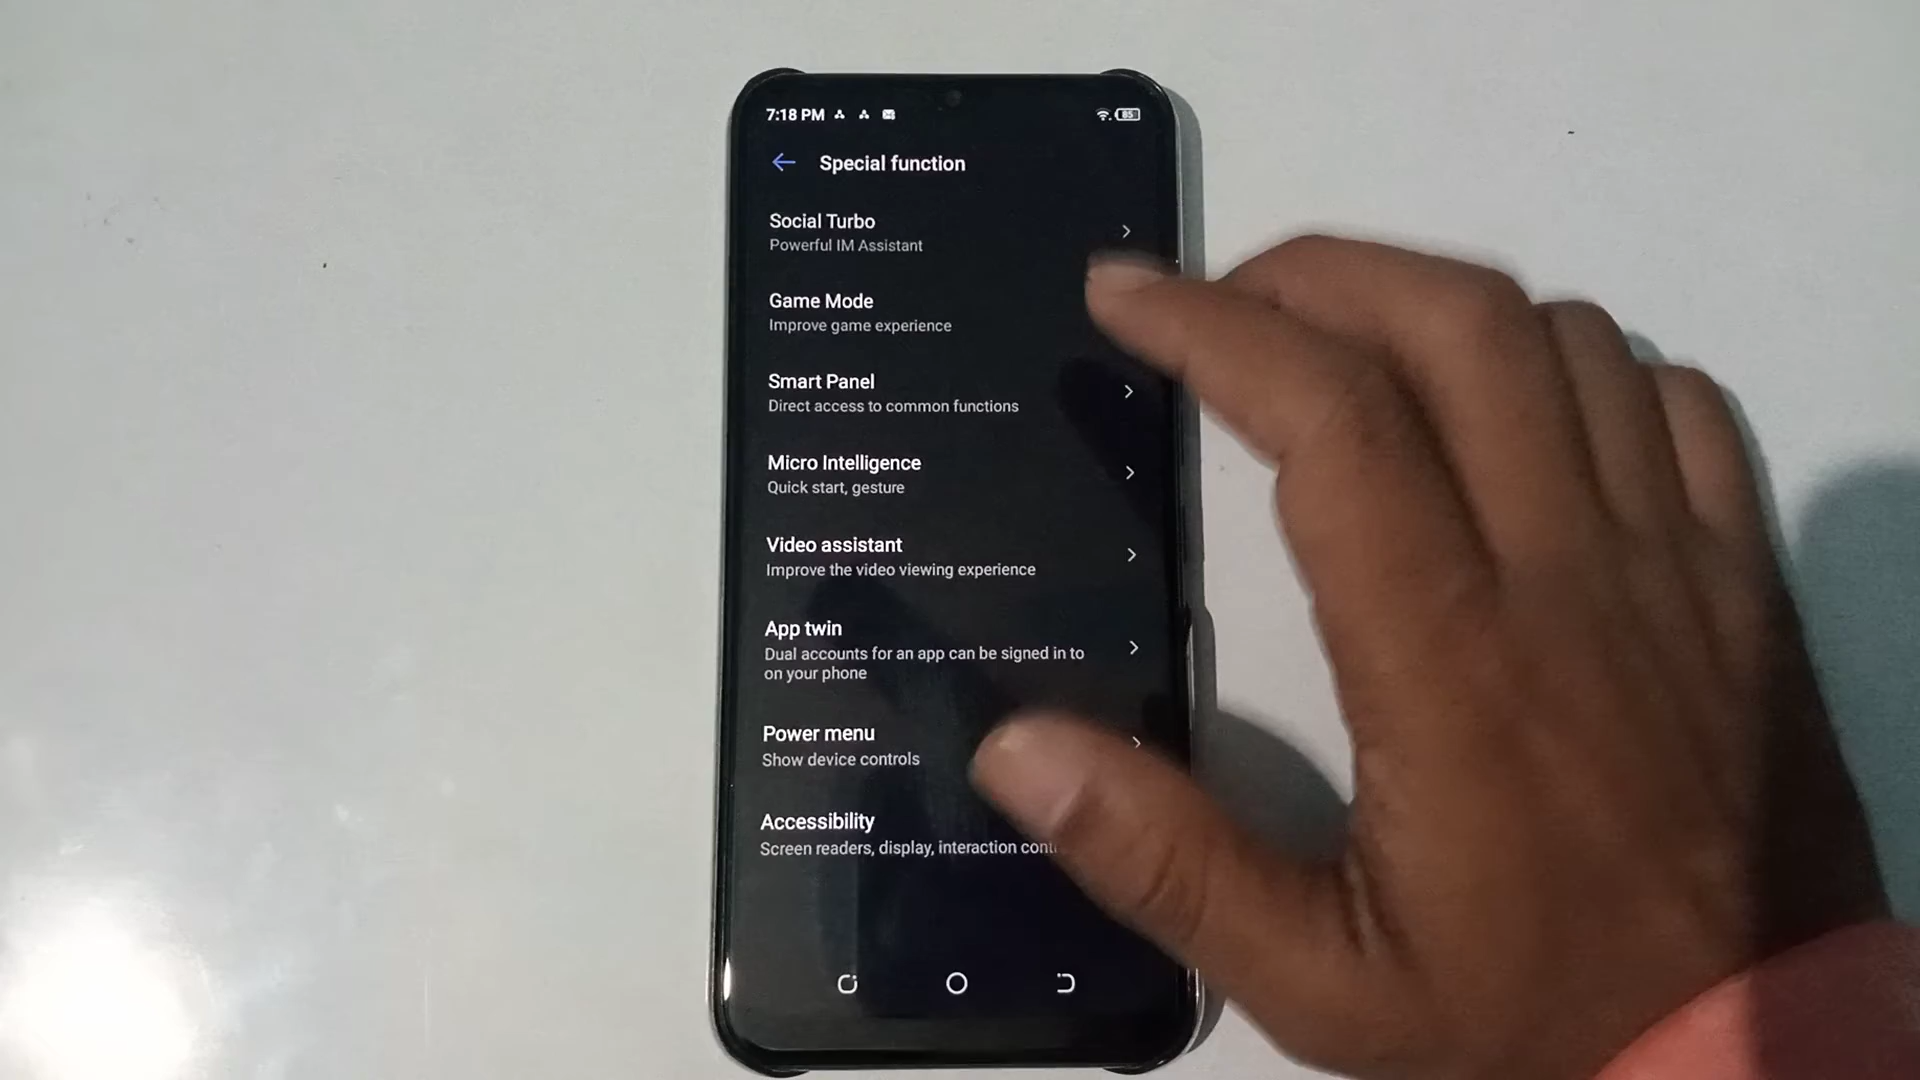 7:18 PM
85
Special function
Social Turbo
Powerful IM Assistant
Game Mode
Improve game experience
Smart Panel
Direct access to common functions
Micro Intelligence
Quick start, gesture
Video assistant
Improve the video viewing experience
App twin
Dual accounts for an app can be signed in to
on your phone
Power menu
Show device controls
Accessibility
Screen readers, display, interaction